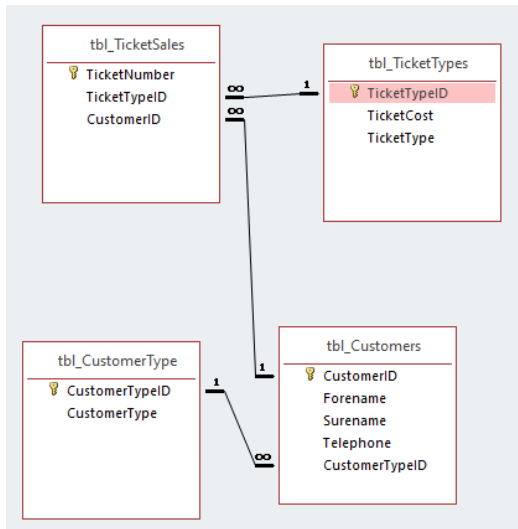 tbl_TicketSales
TicketNumber
TicketTypeID
CustomerID
∞
∞
1
tbl_TicketTypes
TicketTypeID
TicketCost
TicketType
tbl_CustomerType
CustomerTypeID
CustomerType
1
1
∞
tbl_Customers
CustomerID
Forename
Surename
Telephone
CustomerTypeID